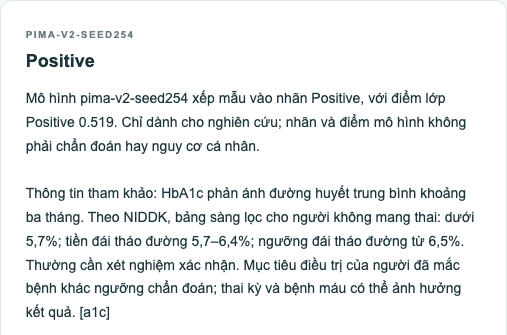 PIMA-V2-SEED254
Positive
Mô hình pima-v2-seed254 xếp mẫu vào nhãn Positive, với điểm lớp
Positive 0.519. Chỉ dành cho nghiên cứu; nhãn và điểm mô hình không
phải chẩn đoán hay nguy cơ cá nhân.
Thông tin tham khảo: HbA1c phản ánh đường huyết trung bình khoảng
ba tháng. Theo NIDDK, bảng sàng lọc cho người không mang thai: dưới
5,7%; tiền đái tháo đường 5,7–6,4%; ngưỡng đái tháo đường từ 6,5%.
Thường cần xét nghiệm xác nhận. Mục tiêu điều trị của người đã mắc
bệnh khác ngưỡng chẩn đoán; thai kỳ và bệnh máu có thể ảnh hưởng
kết quả. [a1c]